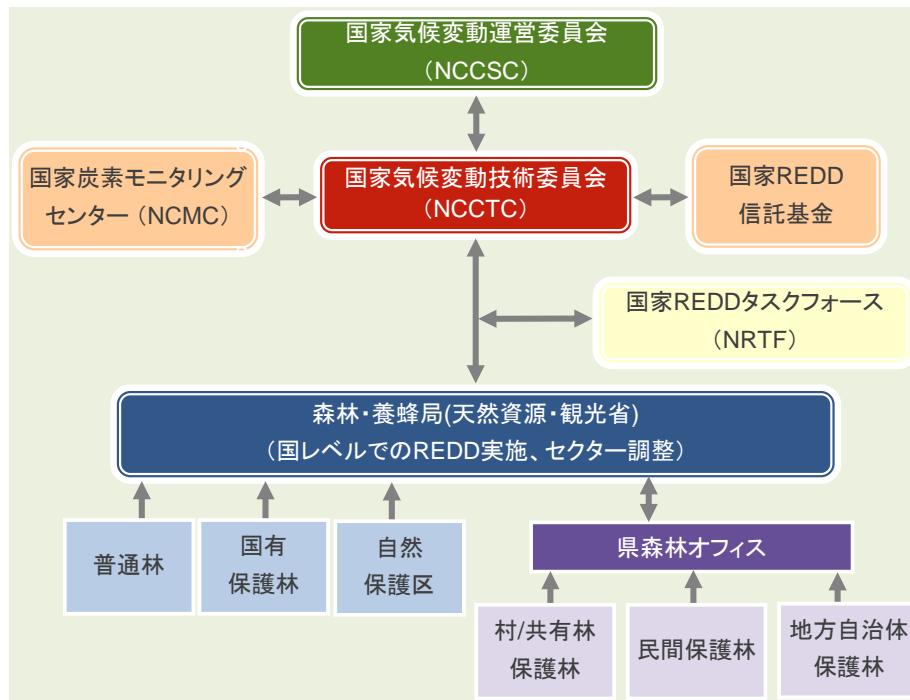 国家気候変動運営委員会
（NCCSC）
国家炭素モニタリング
センター（NCMC）
国家気候変動技術委員会
（NCCTC）
国家REDD
信託基金
国家REDDタスクフォース
（NRTF）
森林・養蜂局(天然資源・観光省)
（国レベルでのREDD実施、セクター調整）
普通林
国有
保護林
自然
保護区
県森林オフィス
村/共有林
保護林
民間保護林
地方自治体
保護林